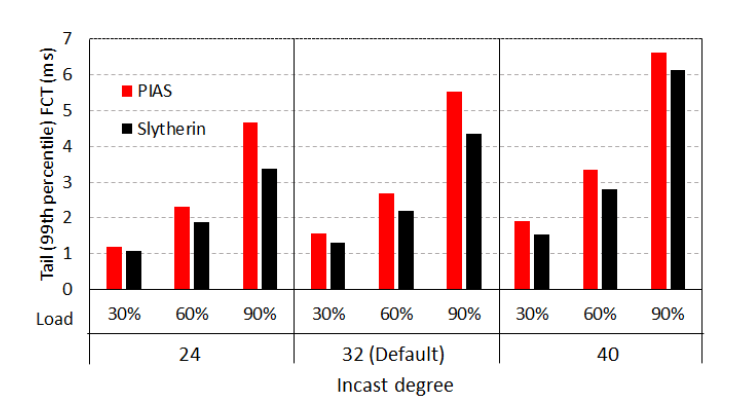 Tail (99th percentile) FCT (ms)
7
6
5
4
3
2
1
0
PIAS
Slytherin
Load
30% 60% 90% 30% 60% 90% 30% 60% 90%
24 32 (Default) 40
Incast degree